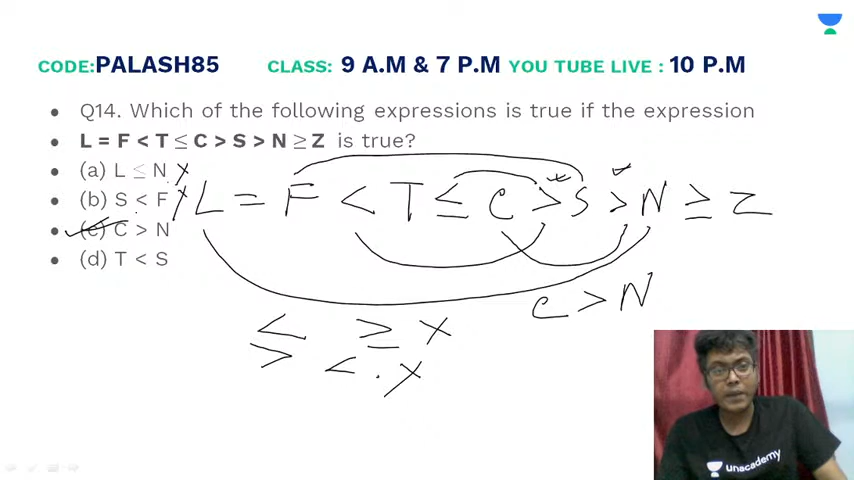 CODE:PALASH85 CLASS: 9 A.M & 7 P.M YOU TUBE LIVE : 10 P.M
• Q14. Which of the following expressions is true if the expression
• L = F < T ≤ C > S > N ≥ Z is true?
• (a) L ≤ N x
• (b) S < F x
• (c) C > N
• (d) T < S
L = F < T ≤ C > S > N ≥ Z
C > N
< ≥ x
> < . x
unacademy